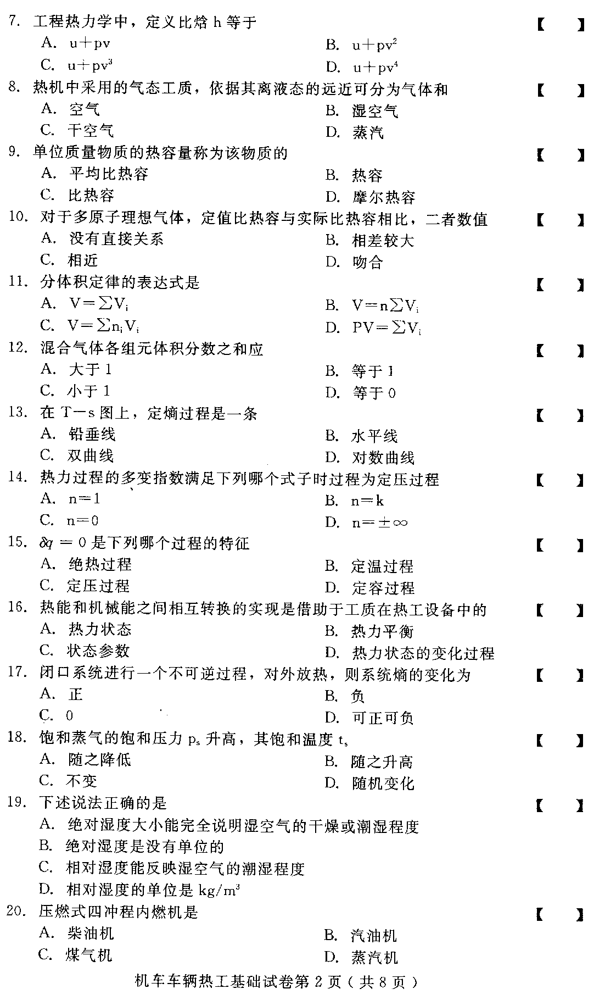 7. 工程热力学中，定义比焓 h 等于 【 】
A. u＋pv B. u＋pv²
C. u＋pv³ D. u＋pv⁴
8. 热机中采用的气态工质，依据其离液态的远近可分为气体和 【 】
A. 空气 B. 湿空气
C. 干空气 D. 蒸汽
9. 单位质量物质的热容量称为该物质的 【 】
A. 平均比热容 B. 热容
C. 比热容 D. 摩尔热容
10. 对于多原子理想气体，定值比热容与实际比热容相比，二者数值 【 】
A. 没有直接关系 B. 相差较大
C. 相近 D. 吻合
11. 分体积定律的表达式是 【 】
A. V＝∑Vᵢ B. V＝n∑Vᵢ
C. V＝∑nᵢVᵢ D. PV＝∑Vᵢ
12. 混合气体各组元体积分数之和应 【 】
A. 大于 1 B. 等于 1
C. 小于 1 D. 等于 0
13. 在 T－s 图上，定熵过程是一条 【 】
A. 铅垂线 B. 水平线
C. 双曲线 D. 对数曲线
14. 热力过程的多变指数满足下列哪个式子时过程为定压过程 【 】
A. n＝1 B. n＝k
C. n＝0 D. n＝±∞
15. δq ＝ 0 是下列哪个过程的特征 【 】
A. 绝热过程 B. 定温过程
C. 定压过程 D. 定容过程
16. 热能和机械能之间相互转换的实现是借助于工质在热工设备中的 【 】
A. 热力状态 B. 热力平衡
C. 状态参数 D. 热力状态的变化过程
17. 闭口系统进行一个不可逆过程，对外放热，则系统熵的变化为 【 】
A. 正 B. 负
C. 0 D. 可正可负
18. 饱和蒸气的饱和压力 pₛ 升高，其饱和温度 tₛ 【 】
A. 随之降低 B. 随之升高
C. 不变 D. 随机变化
19. 下述说法正确的是 【 】
A. 绝对湿度大小能完全说明湿空气的干燥或潮湿程度
B. 绝对湿度是没有单位的
C. 相对湿度能反映湿空气的潮湿程度
D. 相对湿度的单位是 kg/m³
20. 压燃式四冲程内燃机是 【 】
A. 柴油机 B. 汽油机
C. 煤气机 D. 蒸汽机
机车车辆热工基础试卷第 2 页（共 8 页）